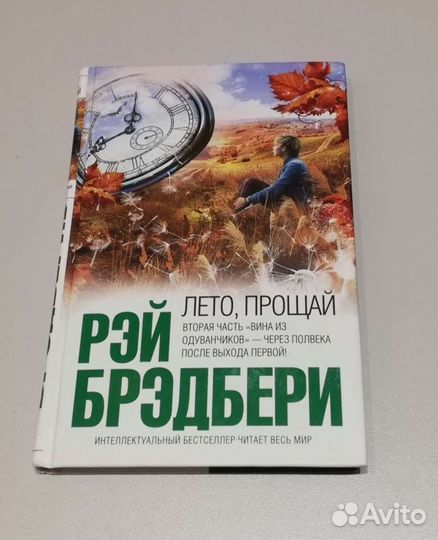 ЛЕТО, ПРОЩАЙ
ВТОРАЯ ЧАСТЬ «ВИНА ИЗ
ОДУВАНЧИКОВ» — ЧЕРЕЗ ПОЛВЕКА
ПОСЛЕ ВЫХОДА ПЕРВОЙ!
РЭЙ
БРЭДБЕРИ
ИНТЕЛЛЕКТУАЛЬНЫЙ БЕСТСЕЛЛЕР·ЧИТАЕТ ВЕСЬ МИР
Avito